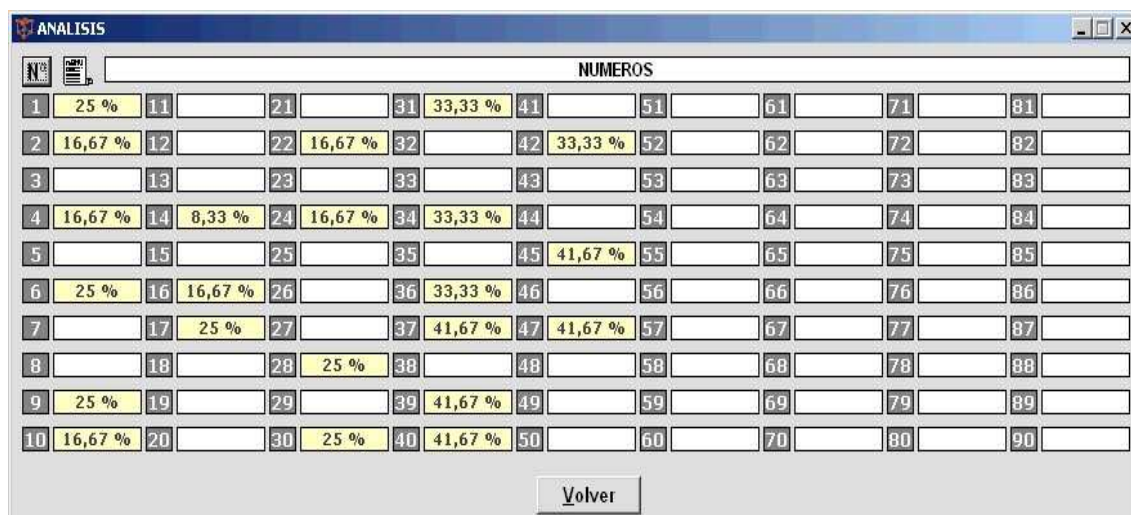 ANALISIS
Nº MENU NUMEROS
1 25 % 11 21 31 33,33 % 41 51 61 71 81
2 16,67 % 12 22 16,67 % 32 42 33,33 % 52 62 72 82
3 13 23 33 43 53 63 73 83
4 16,67 % 14 8,33 % 24 16,67 % 34 33,33 % 44 54 64 74 84
5 15 25 35 45 41,67 % 55 65 75 85
6 25 % 16 16,67 % 26 36 33,33 % 46 56 66 76 86
7 17 25 % 27 37 41,67 % 47 41,67 % 57 67 77 87
8 18 28 25 % 38 48 58 68 78 88
9 25 % 19 29 39 41,67 % 49 59 69 79 89
10 16,67 % 20 30 25 % 40 41,67 % 50 60 70 80 90
Volver